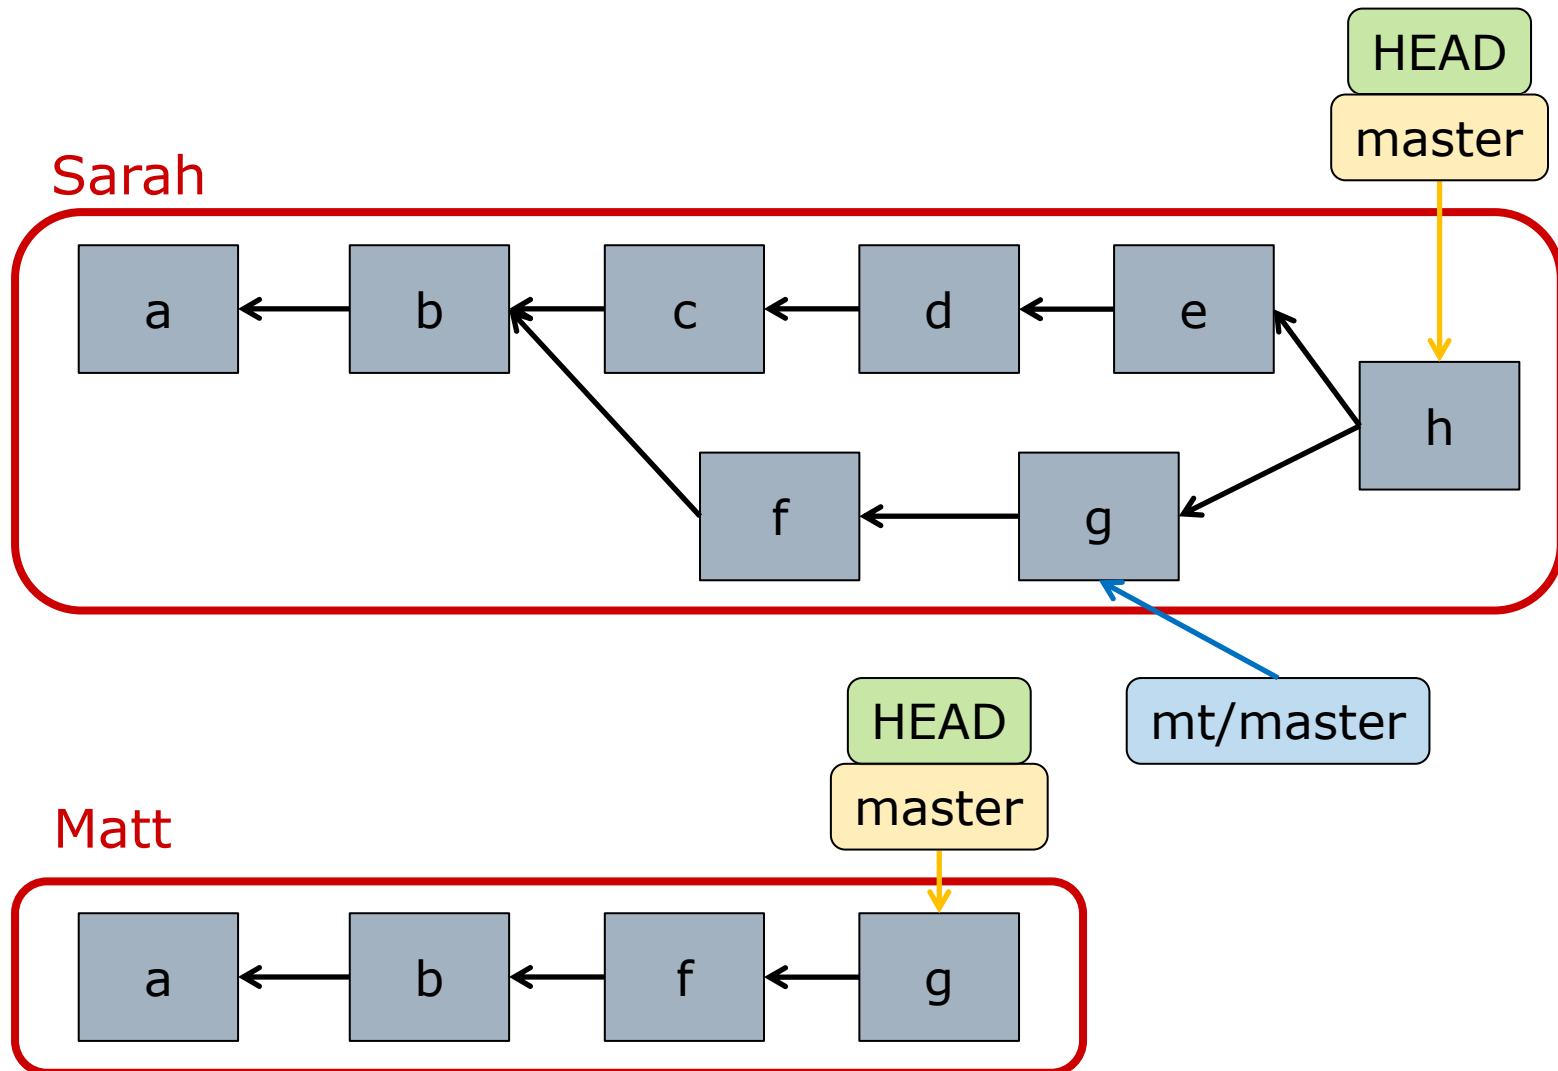 HEAD
master
Sarah
a b c d e
h
f g
mt/master
HEAD
master
Matt
a b f g